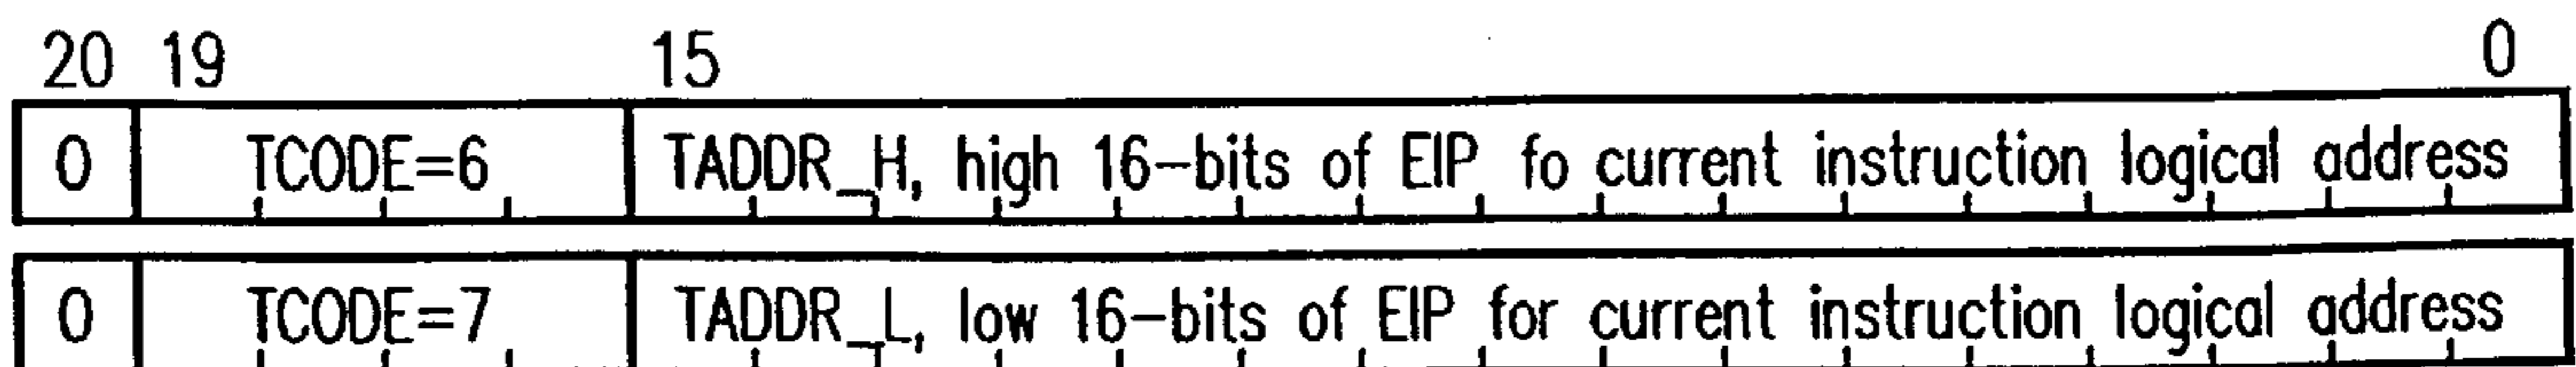 20 19 15 0
0 TCODE=6 TADDR_H, high 16-bits of EIP fo current instruction logical address
0 TCODE=7 TADDR_L, low 16-bits of EIP for current instruction logical address